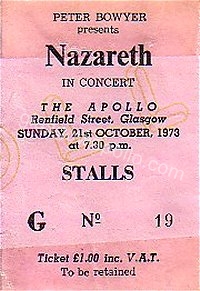 PETER BOWYER
presents
Nazareth
IN CONCERT
THE APOLLO
Renfield Street, Glasgow
SUNDAY, 21st OCTOBER, 1973
at 7.30 p.m.
STALLS
G Nº 19
Ticket £1.00 inc. V.A.T.
To be retained